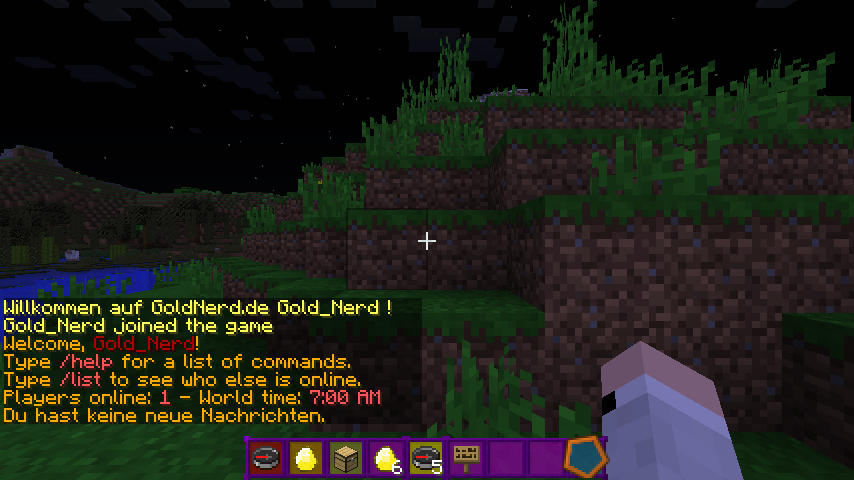 Willkommen auf GoldNerd.de Gold_Nerd !
Gold_Nerd joined the game
Welcome, Gold_Nerd!
Type /help for a list of commands.
Type /list to see who else is online.
Players online: 1 - World time: 7:00 AM
Du hast keine neue Nachrichten.
6 5